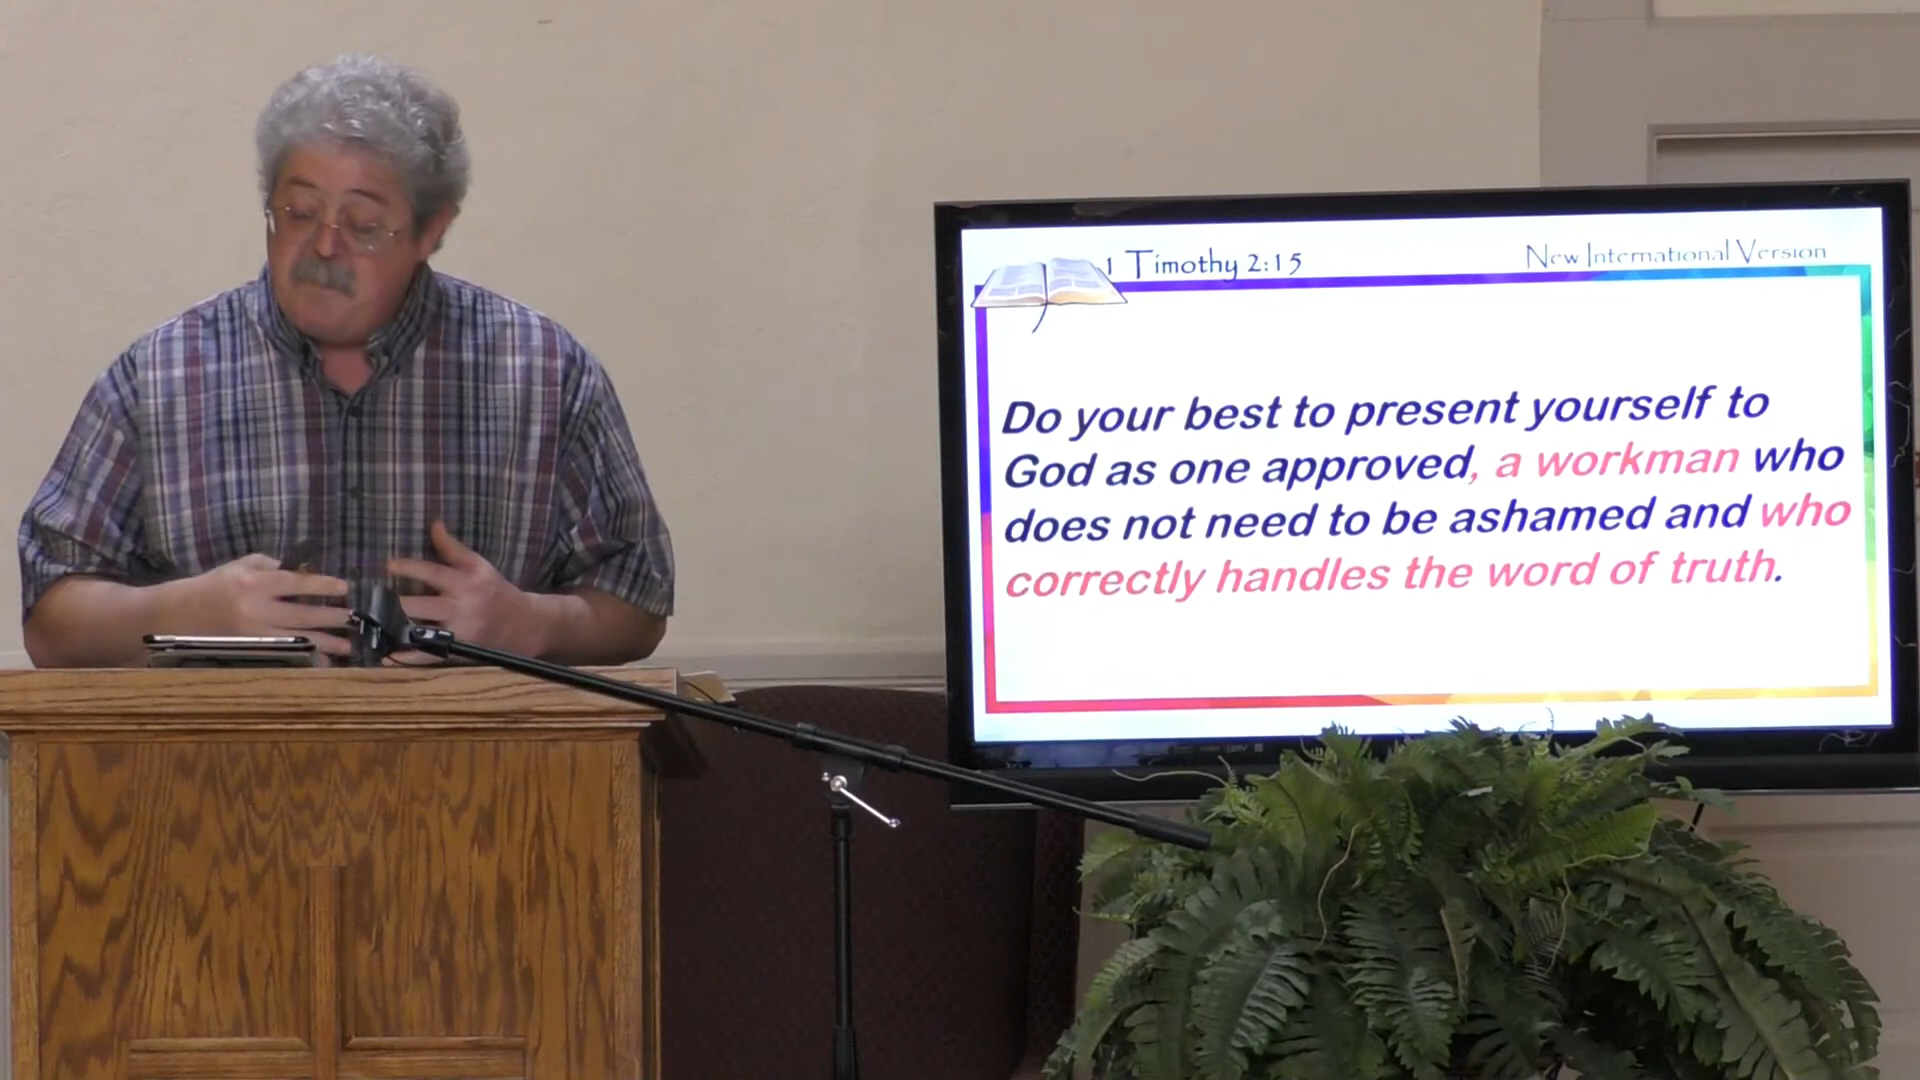 1 Timothy 2:15
New International Version
Do your best to present yourself to
God as one approved, a workman who
does not need to be ashamed and who
correctly handles the word of truth.